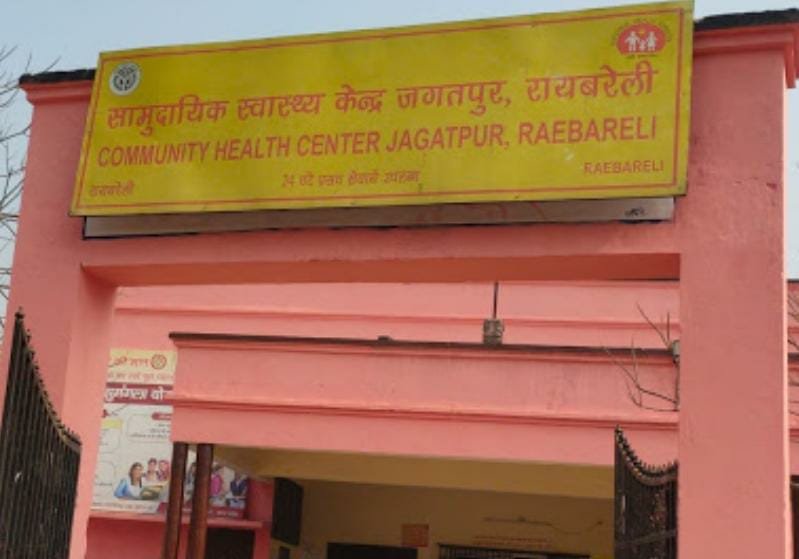 सामुदायिक स्वास्थ्य केन्द्र जगतपुर, रायबरेली
COMMUNITY HEALTH CENTER JAGATPUR, RAEBARELI
रायबरेली
24 घंटे प्रसव सेवायें उपलब्ध
RAEBARELI